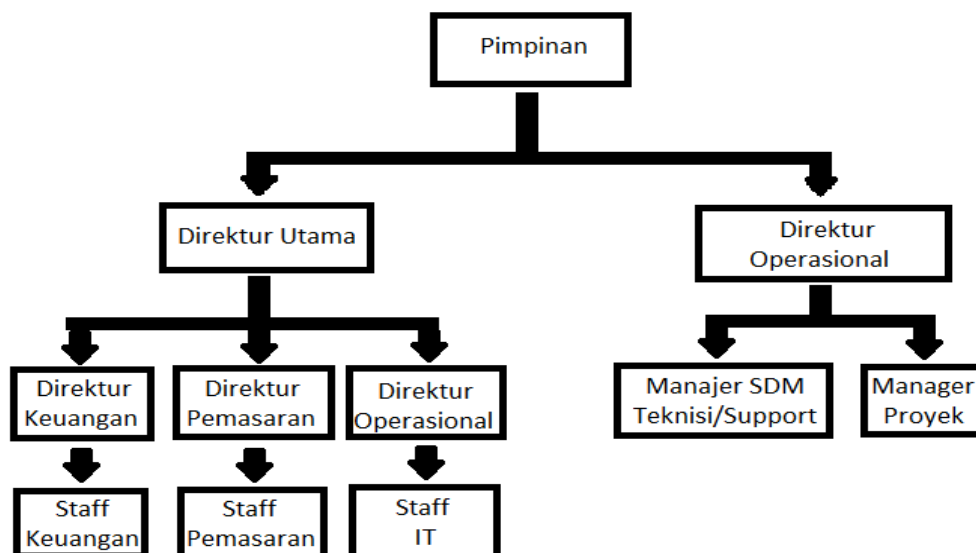 Pimpinan
Direktur Utama
Direktur
Operasional
Direktur
Keuangan
Direktur
Pemasaran
Direktur
Operasional
Manajer SDM
Teknisi/Support
Manager
Proyek
Staff
Keuangan
Staff
Pemasaran
Staff
IT